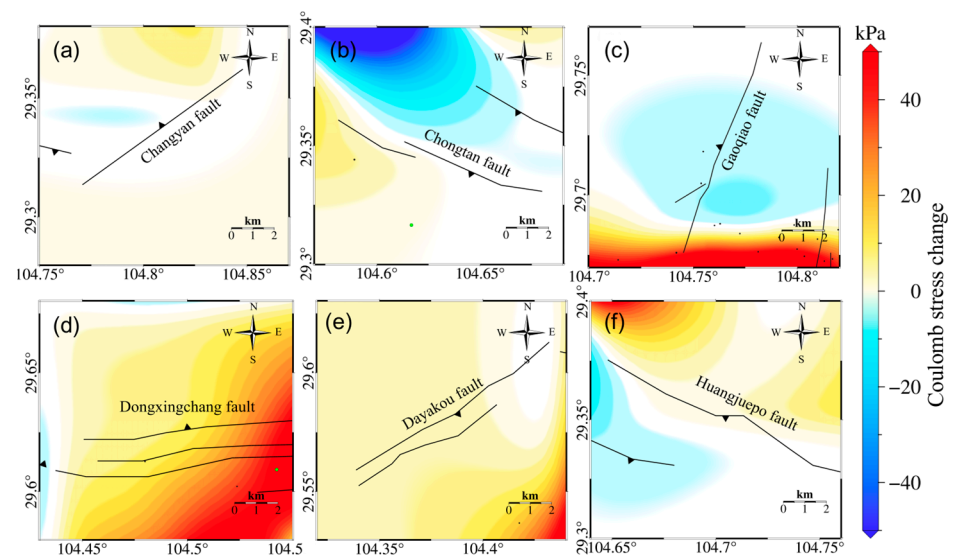 (a)
N
W E
S
Changyan fault
km
0 1 2
29.35°
29.3°
104.75° 104.8° 104.85°
(b)
N
W E
S
Chongtan fault
km
0 1 2
29.4°
29.35°
29.3
104.6° 104.65°
(c)
N
W E
S
Gaoqiao fault
km
0 1 2
29.75°
29.7°
104.7° 104.75° 104.8°
kPa
40
20
0
−20
−40
Coulomb stress change
(d)
N
W E
S
Dongxingchang fault
km
0 1 2
29.65°
29.6°
104.45° 104.5° 104.5
(e)
N
W E
S
Dayakou fault
km
0 1 2
29.6°
29.55°
104.35° 104.4°
(f)
N
W E
S
Huangjuepo fault
km
0 1 2
29.4°
29.35°
29.3
104.65° 104.7° 104.75°